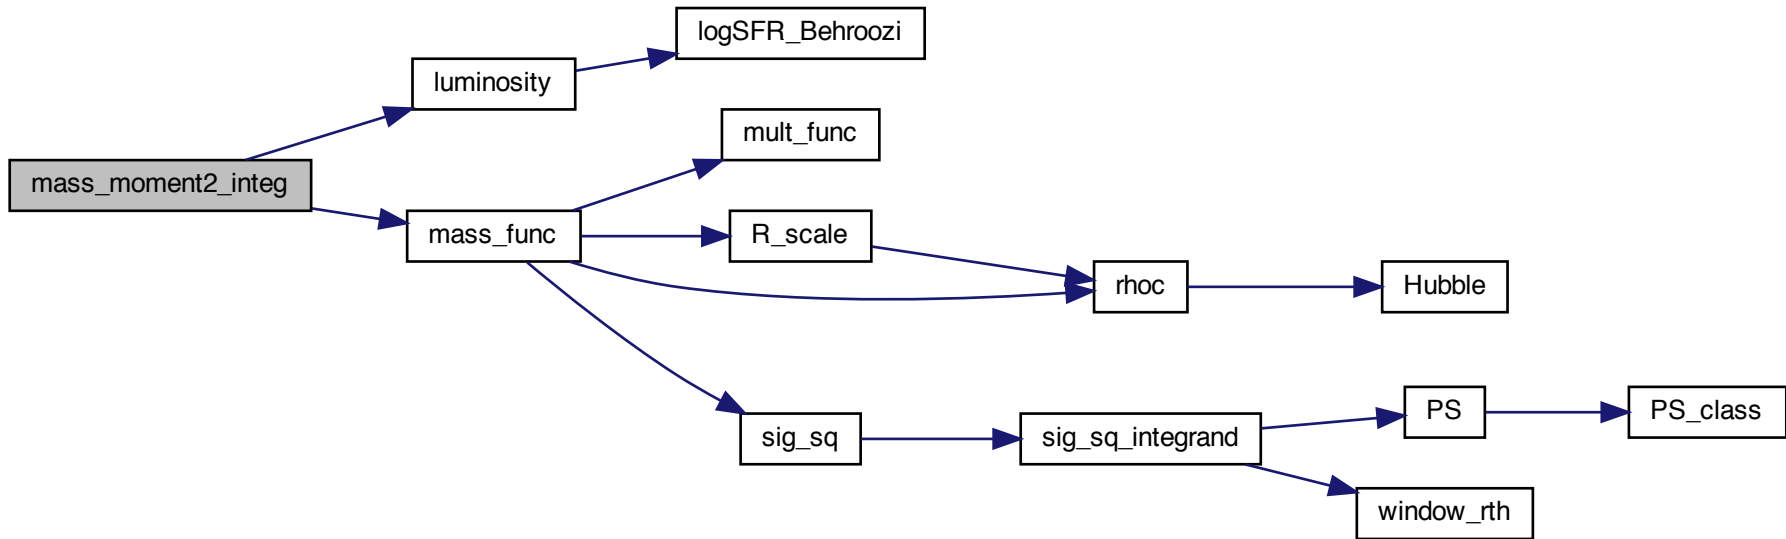 logSFR_Behroozi
luminosity
mult_func
mass_moment2_integ
mass_func
R_scale
rhoc
Hubble
sig_sq
sig_sq_integrand
PS
PS_class
window_rth